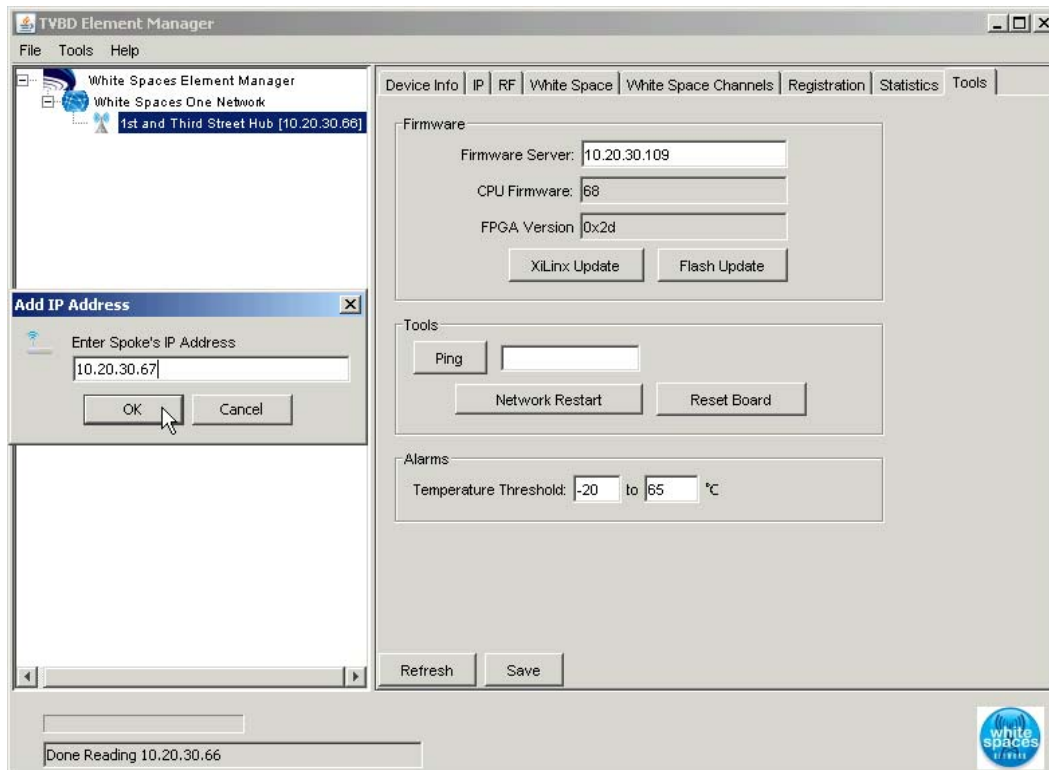 TVBD Element Manager
File Tools Help
White Spaces Element Manager
White Spaces One Network
1st and Third Street Hub [10.20.30.66]
Device Info IP RF White Space White Space Channels Registration Statistics Tools
Firmware
Firmware Server: 10.20.30.109
CPU Firmware: 68
FPGA Version 0x2d
XiLinx Update Flash Update
Add IP Address
Enter Spoke's IP Address
10.20.30.67
OK Cancel
Tools
Ping
Network Restart Reset Board
Alarms
Temperature Threshold: -20 to 65 °C
Refresh Save
Done Reading 10.20.30.66
white
spaces
NETWORK